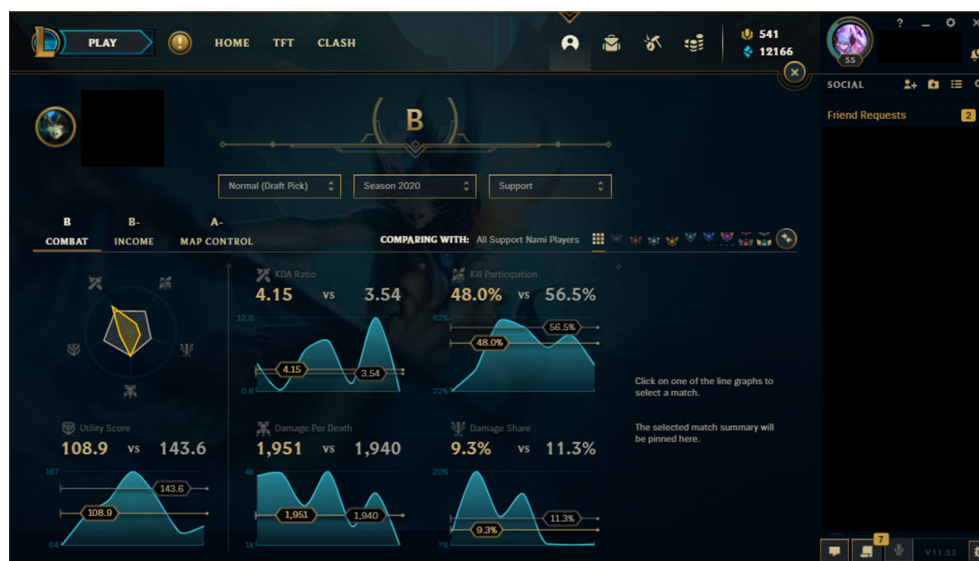 PLAY
HOME TFT CLASH
541
12166
?
55
SOCIAL
Friend Requests 2
B
Normal (Draft Pick) Season 2020 Support
B B- A-
COMBAT INCOME MAP CONTROL
COMPARING WITH: All Support Nami Players
KDA Ratio
4.15 VS 3.54
12.0
4.15
3.54
0.8
Kill Participation
48.0% VS 56.5%
82%
56.5%
48.0%
22%
Click on one of the line graphs to
select a match.
The selected match summary will
be pinned here.
Utility Score
108.9 VS 143.6
187
143.6
108.9
64
Damage Per Death
1,951 VS 1,940
4k
1,951
1,940
1k
Damage Share
9.3% VS 11.3%
20%
11.3%
9.3%
7%
7
V11.23